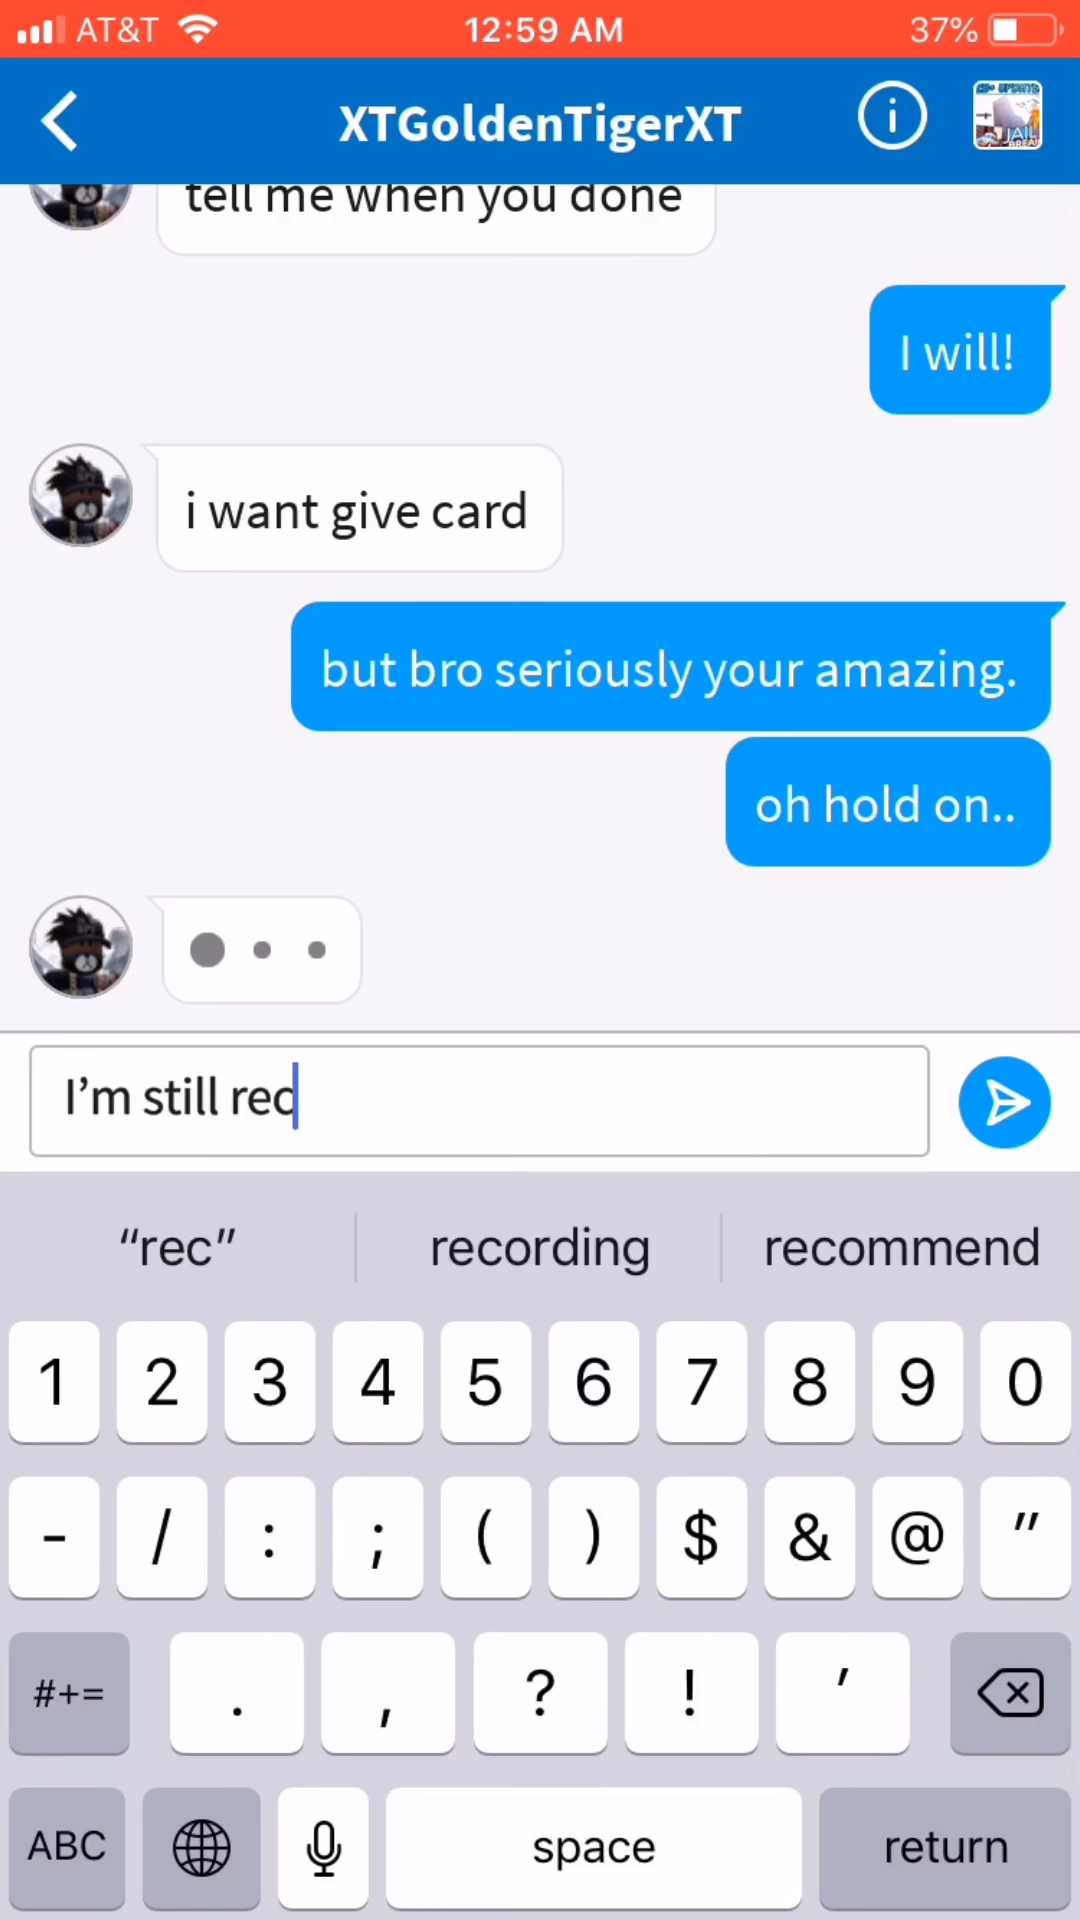 AT&T 12:59 AM 37%
XTGoldenTigerXT
tell me when you done
I will!
i want give card
but bro seriously your amazing.
oh hold on..
I’m still rec
“rec” recording recommend
1 2 3 4 5 6 7 8 9 0
- / : ; ( ) $ & @ "
#+= . , ? ! '
ABC space return